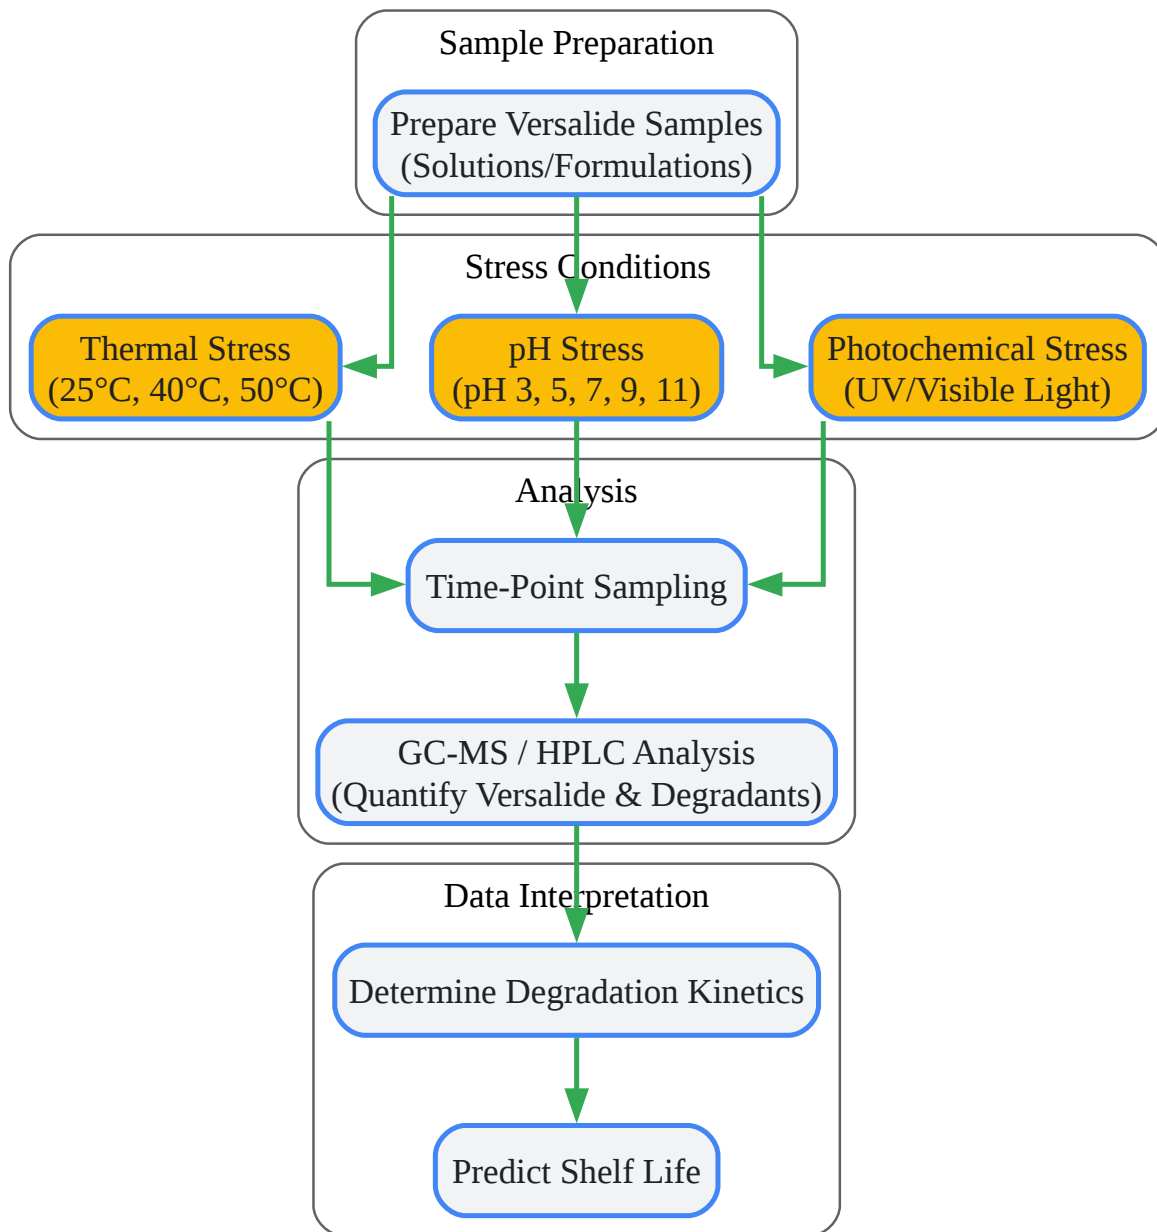 Sample Preparation
Prepare Versalide Samples
(Solutions/Formulations)
Stress Conditions
Thermal Stress
(25°C, 40°C, 50°C)
pH Stress
(pH 3, 5, 7, 9, 11)
Photochemical Stress
(UV/Visible Light)
Analysis
Time-Point Sampling
GC-MS / HPLC Analysis
(Quantify Versalide & Degradants)
Data Interpretation
Determine Degradation Kinetics
Predict Shelf Life